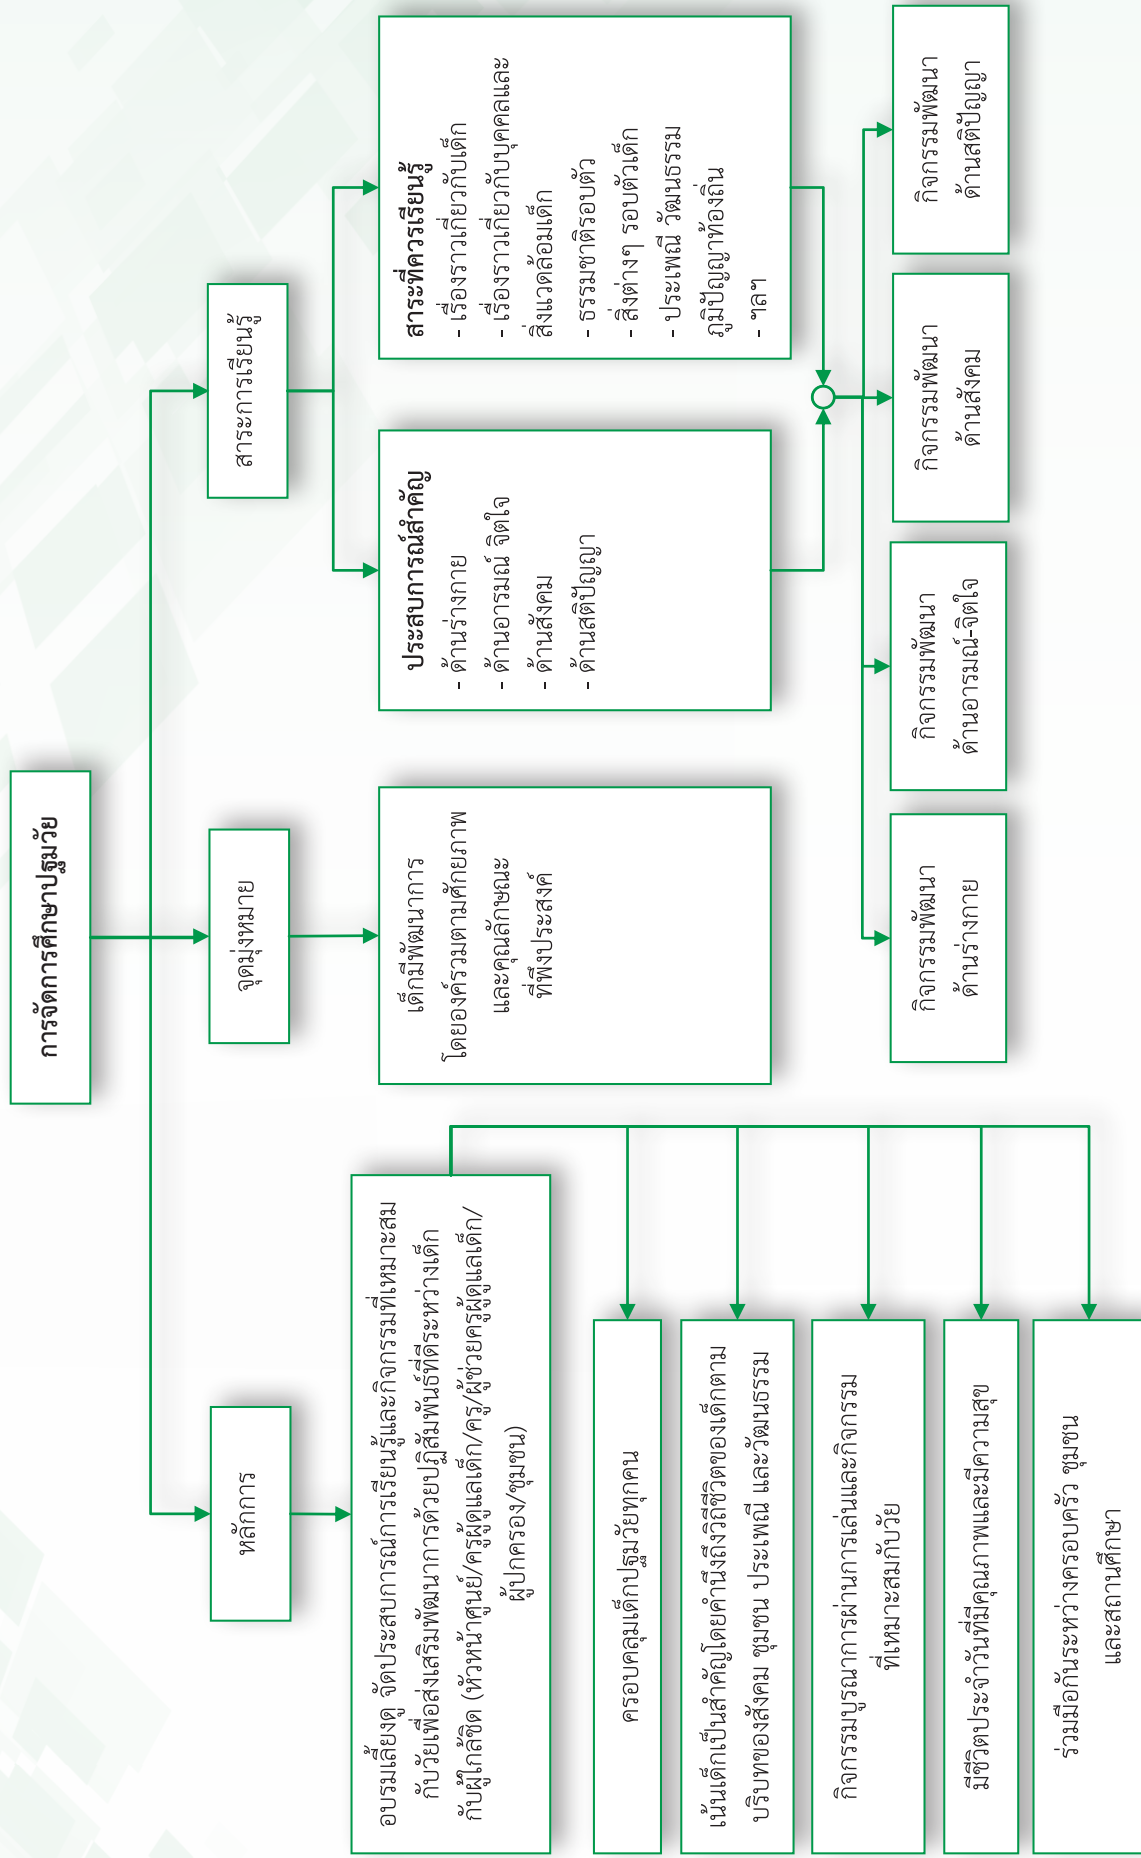 การจัดการศึกษาปฐมวัย
หลักการ
จุดมุ่งหมาย
สาระการเรียนรู้
อบรมเลี้ยงดู จัดประสบการณ์การเรียนรู้และกิจกรรมที่เหมาะสม
กับวัยเพื่อส่งเสริมพัฒนาการด้วยปฏิสัมพันธ์ที่ดีระหว่างเด็ก
กับผู้ใกล้ชิด (หัวหน้าศูนย์/ครูผู้ดูแลเด็ก/ครู/ผู้ช่วยครูผู้ดูแลเด็ก/
ผู้ปกครอง/ชุมชน)
ครอบคลุมเด็กปฐมวัยทุกคน
เน้นเด็กเป็นสำคัญโดยคำนึงถึงวิถีชีวิตของเด็กตาม
บริบทของสังคม ชุมชน ประเพณี และวัฒนธรรม
กิจกรรมบูรณาการผ่านการเล่นและกิจกรรม
ที่เหมาะสมกับวัย
มีชีวิตประจำวันที่มีคุณภาพและมีความสุข
ร่วมมือกันระหว่างครอบครัว ชุมชน
และสถานศึกษา
เด็กมีพัฒนาการ
โดยองค์รวมตามศักยภาพ
และคุณลักษณะ
ที่พึงประสงค์
ประสบการณ์สำคัญ
- ด้านร่างกาย
- ด้านอารมณ์ จิตใจ
- ด้านสังคม
- ด้านสติปัญญา
สาระที่ควรเรียนรู้
- เรื่องราวเกี่ยวกับเด็ก
- เรื่องราวเกี่ยวกับบุคคลและ
สิ่งแวดล้อมเด็ก
- ธรรมชาติรอบตัว
- สิ่งต่างๆ รอบตัวเด็ก
- ประเพณี วัฒนธรรม
ภูมิปัญญาท้องถิ่น
- ฯลฯ
กิจกรรมพัฒนา
ด้านร่างกาย
กิจกรรมพัฒนา
ด้านอารมณ์-จิตใจ
กิจกรรมพัฒนา
ด้านสังคม
กิจกรรมพัฒนา
ด้านสติปัญญา